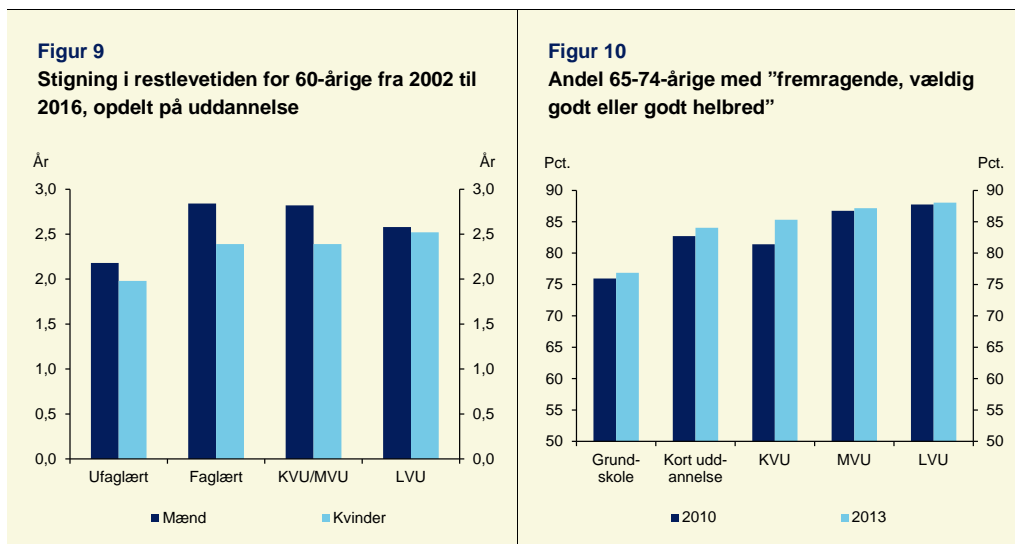 Figur 9
Stigning i restlevetiden for 60-årige fra 2002 til
2016, opdelt på uddannelse
År
År
3,0
3,0
2,5
2,5
2,0
2,0
1,5
1,5
1,0
1,0
0,5
0,5
0,0
0,0
Ufaglært
Faglært
KVU/MVU
LVU
Mænd
Kvinder
Figur 10
Andel 65-74-årige med ”fremragende, vældig
godt eller godt helbred”
Pct.
Pct.
90
90
85
85
80
80
75
75
70
70
65
65
60
60
55
55
50
50
Grund-
skole
Kort udd-
annelse
KVU
MVU
LVU
2010
2013